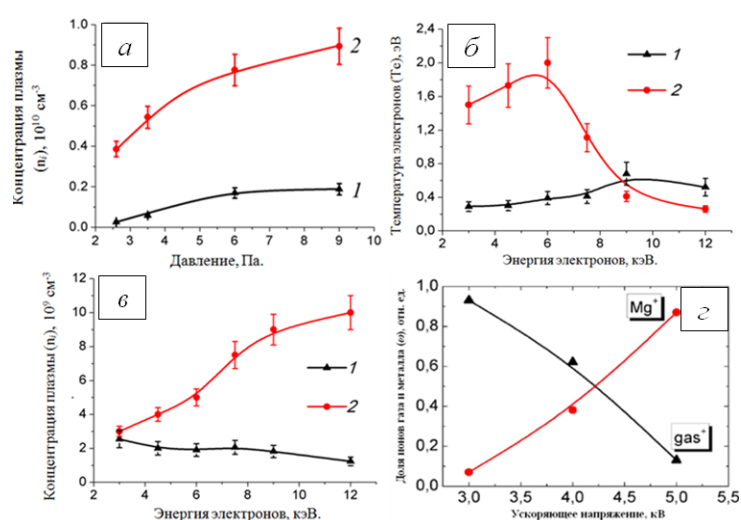 а
2
1
Концентрация плазмы
(nᵢ), 10¹⁰ см⁻³
1.0
0.8
0.6
0.4
0.2
0.0
2 3 4 5 6 7 8 9 10
Давление, Па.
б
1
2
Температура электронов (Тс), эВ
2,4
2,0
1,6
1,2
0,8
0,4
0,0
2 4 6 8 10 12
Энергия электронов, кэВ.
в
1
2
Концентрация плазмы (nᵢ), 10⁹ см⁻³
12
10
8
6
4
2
0
2 4 6 8 10 12
Энергия электронов, кэВ.
г
Mg⁺
gas⁺
Доля ионов газа и металла (ω), отн. ед.
1,0
0,8
0,6
0,4
0,2
0,0
3,0 3,5 4,0 4,5 5,0 5,5
Ускоряющее напряжение, кВ